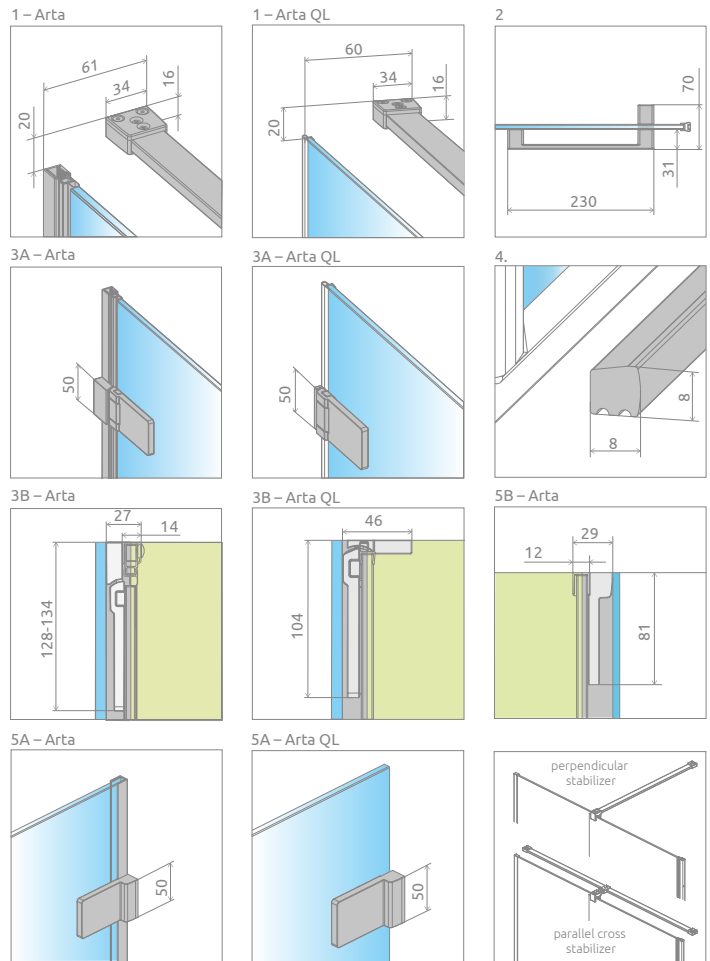 1 – Arta
61
34
16
20
1 – Arta QL
60
34
16
20
2
70
31
230
3A – Arta
50
3A – Arta QL
50
4.
8
8
3B – Arta
27
14
128-134
3B – Arta QL
46
104
5B – Arta
29
12
81
5A – Arta
50
5A – Arta QL
50
perpendicular
stabilizer
parallel cross
stabilizer